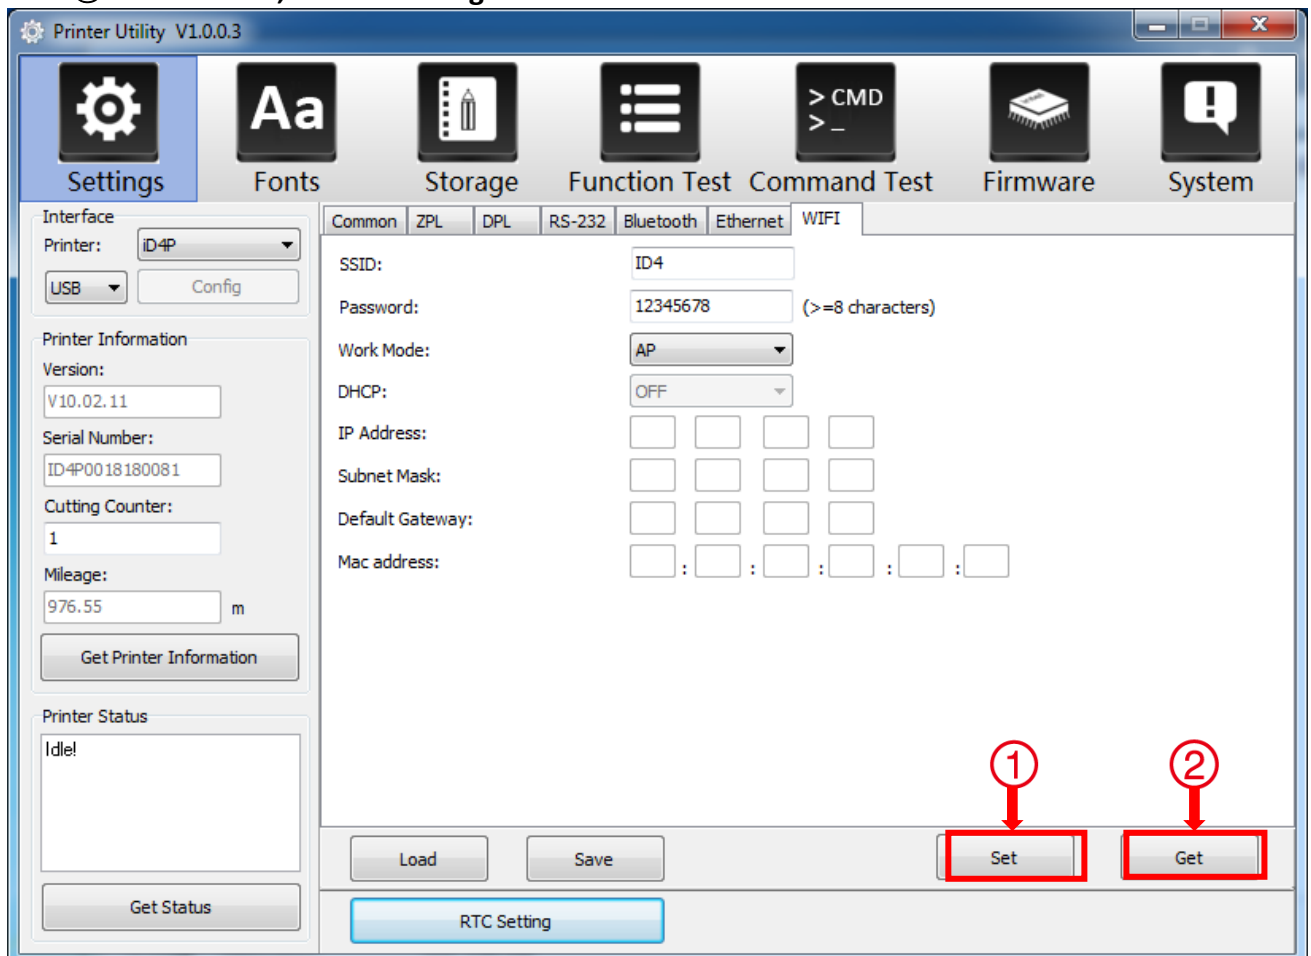 Printer Utility V1.0.0.3
Aa
> CMD
> _
Settings
Fonts
Storage
Function Test
Command Test
Firmware
System
Interface
Printer: iD4P
USB Config
Printer Information
Version:
V10.02.11
Serial Number:
ID4P0018180081
Cutting Counter:
1
Mileage:
976.55 m
Get Printer Information
Printer Status
Idle!
Get Status
Common ZPL DPL RS-232 Bluetooth Ethernet WIFI
SSID: ID4
Password: 12345678 (>=8 characters)
Work Mode: AP
DHCP: OFF
IP Address:
Subnet Mask:
Default Gateway:
Mac address: : : : : :
① ②
Load Save Set Get
RTC Setting